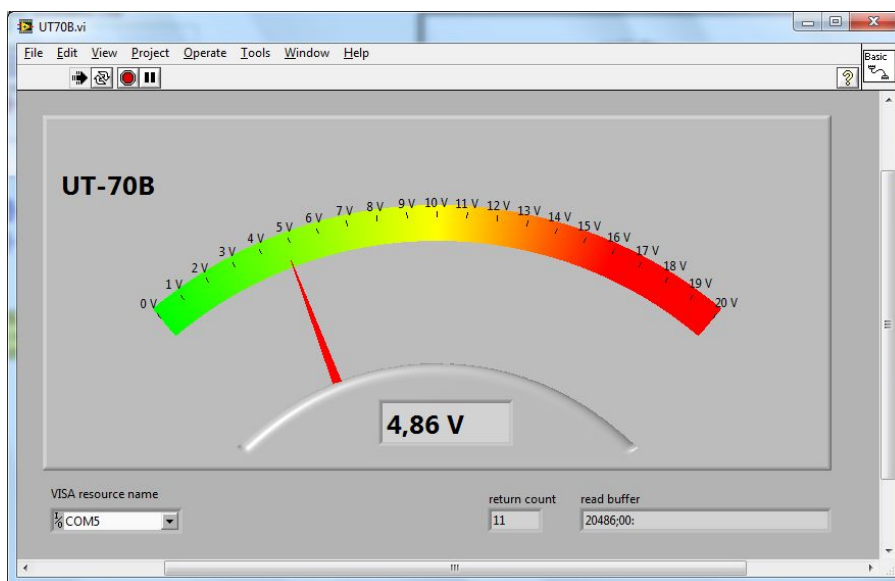 UT70B.vi
File Edit View Project Operate Tools Window Help
Basic
UT-70B
0 V 1 V 2 V 3 V 4 V 5 V 6 V 7 V 8 V 9 V 10 V 11 V 12 V 13 V 14 V 15 V 16 V 17 V 18 V 19 V 20 V
4,86 V
VISA resource name
return count
read buffer
COM5
11
20486;00: